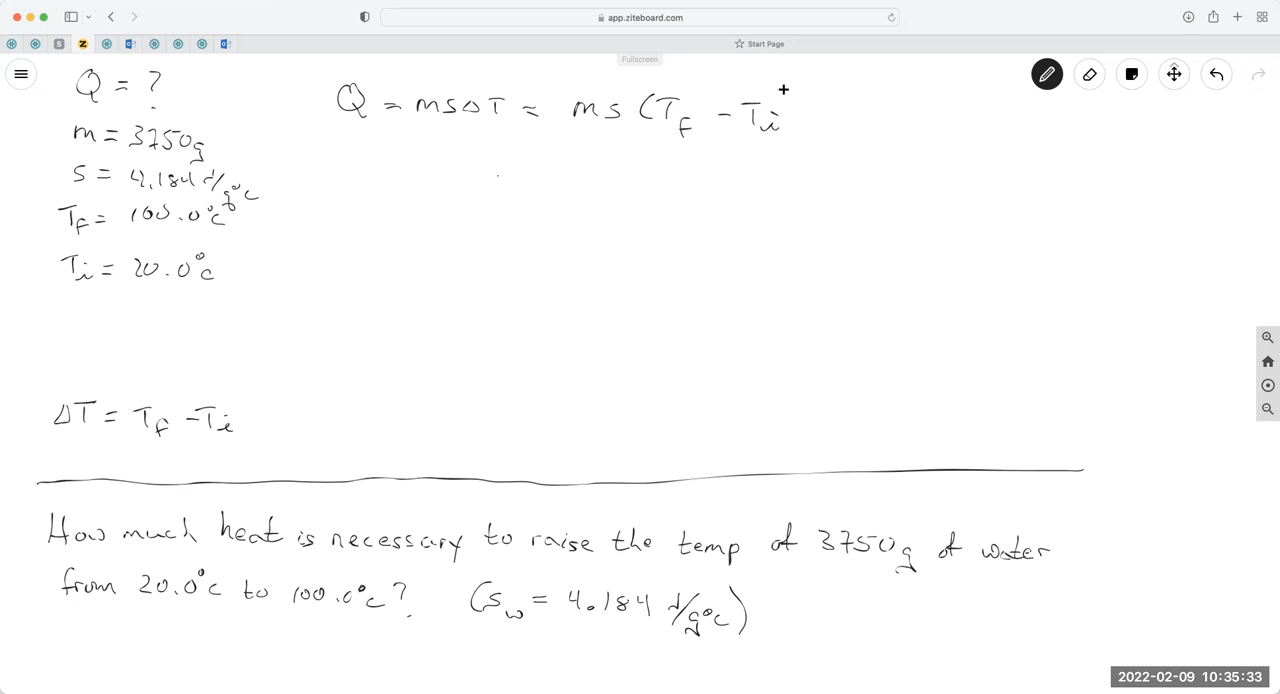 app.ziteboard.com
Start Page
Fullscreen
Q = ?
Q = msΔT = ms (Tf - Ti
m = 3750g
s = 4.184 J/g°C
Tf = 100.0°C
Ti = 20.0°C
ΔT = Tf - Ti
How much heat is necessary to raise the temp of 3750g of water
from 20.0°C to 100.0°C? (sw = 4.184 J/g°C)
2022-02-09 10:35:33